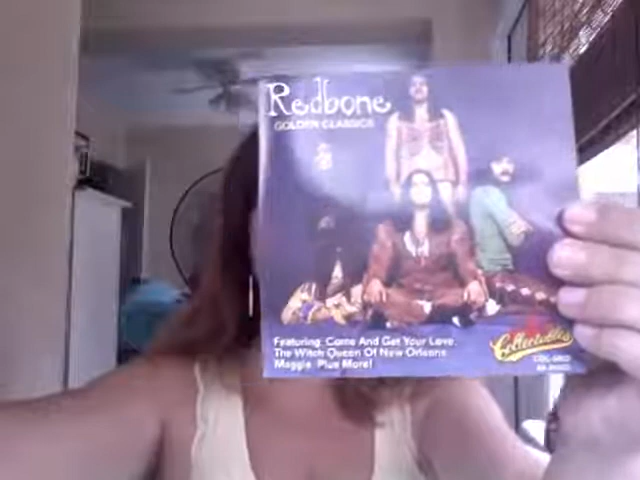 Redbone
GOLDEN CLASSICS
Featuring: Come And Get Your Love,
The Witch Queen Of New Orleans
Maggie Plus More!
Collectables